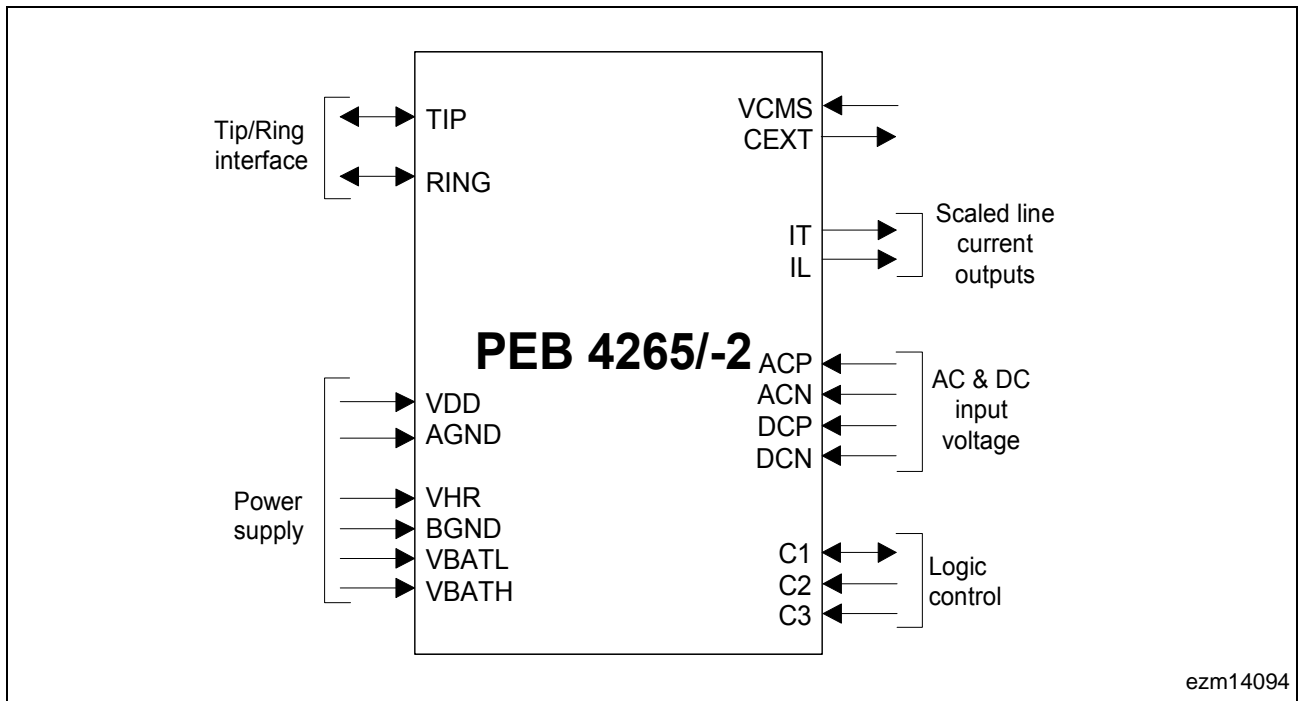 Tip/Ring
interface
TIP
RING
Power
supply
VDD
AGND
VHR
BGND
VBATL
VBATH
PEB 4265/-2
VCMS
CEXT
IT
IL
Scaled line
current
outputs
ACP
ACN
DCP
DCN
AC & DC
input
voltage
C1
C2
C3
Logic
control
ezm14094